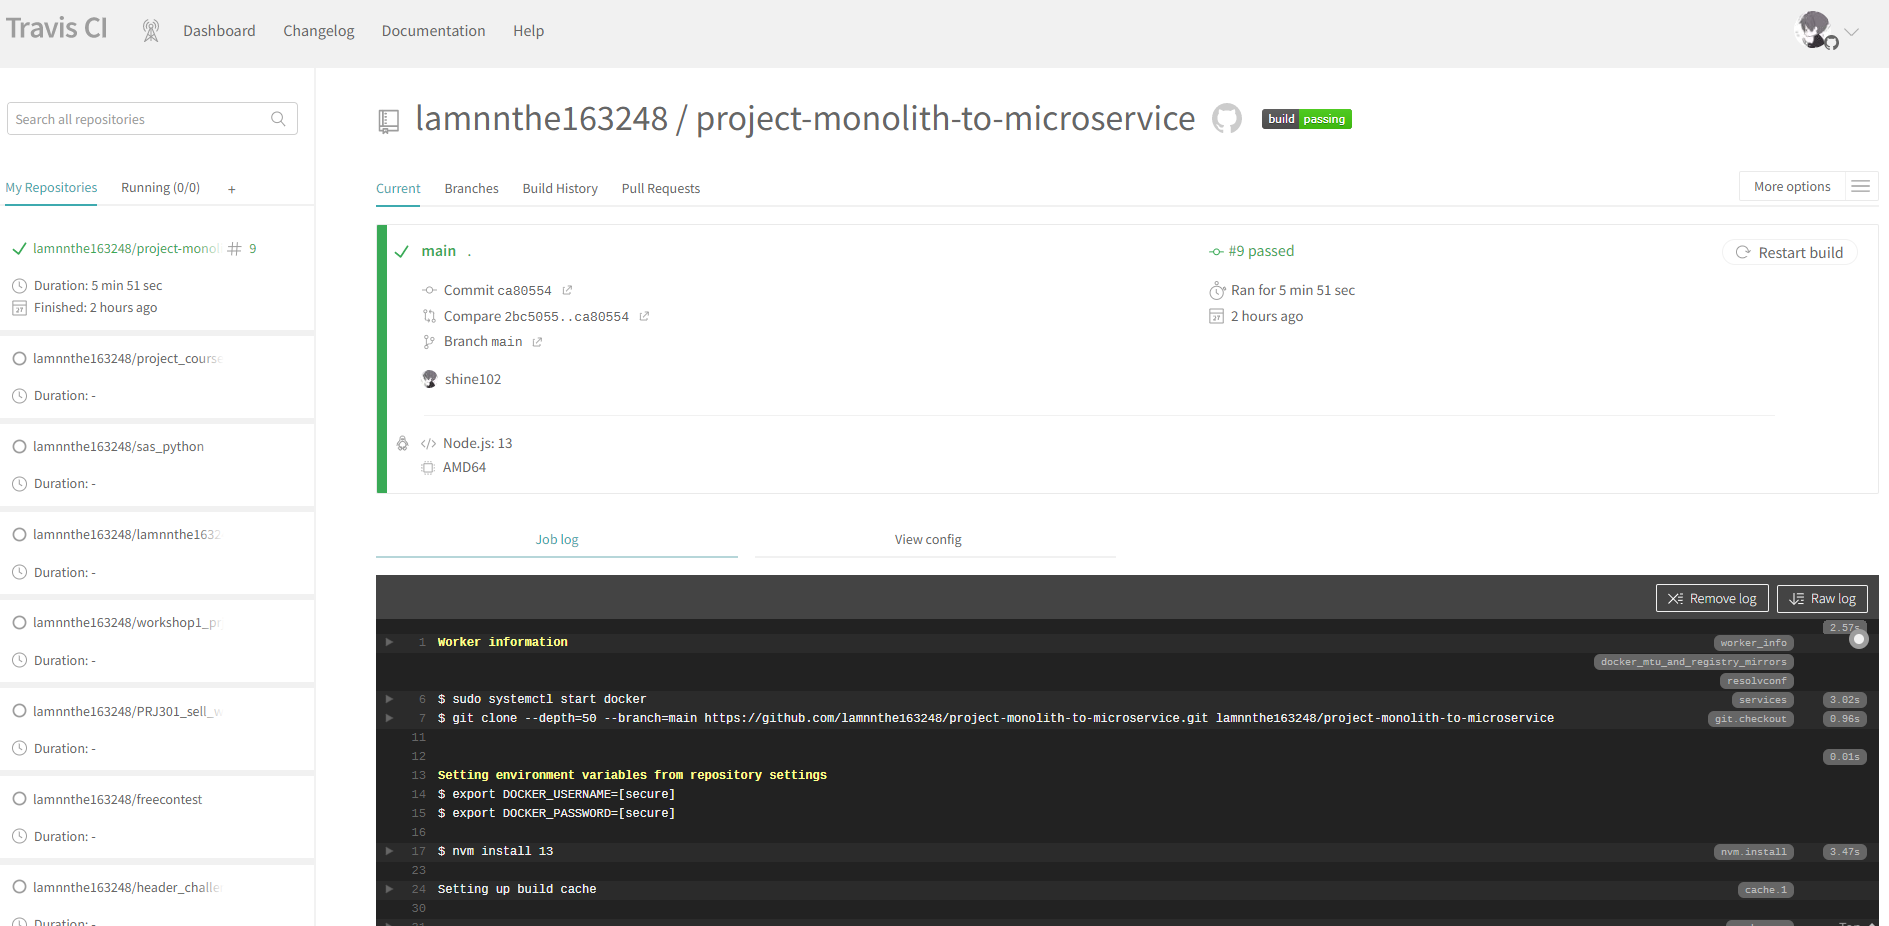 Travis CI
Dashboard
Changelog
Documentation
Help
Search all repositories
My Repositories
Running (0/0)
+
lamnnthe163248/project-monol
# 9
Duration: 5 min 51 sec
Finished: 2 hours ago
lamnnthe163248/project_course
Duration: -
lamnnthe163248/sas_python
Duration: -
lamnnthe163248/lamnnthe1632
Duration: -
lamnnthe163248/workshop1_pr
Duration: -
lamnnthe163248/PRJ301_sell_w
Duration: -
lamnnthe163248/freecontest
Duration: -
lamnnthe163248/header_challe
Duration: -
lamnnthe163248 / project-monolith-to-microservice
build passing
Current
Branches
Build History
Pull Requests
More options
main .
#9 passed
Restart build
Commit ca80554
Ran for 5 min 51 sec
Compare 2bc5055..ca80554
2 hours ago
Branch main
shine102
</> Node.js: 13
AMD64
Job log
View config
Remove log
Raw log
2.57s
1 Worker information worker_info
docker_mtu_and_registry_mirrors
resolvconf
6 $ sudo systemctl start docker services 3.02s
7 $ git clone --depth=50 --branch=main https://github.com/lamnnthe163248/project-monolith-to-microservice.git lamnnthe163248/project-monolith-to-microservice git.checkout 0.96s
11
12 0.01s
13 Setting environment variables from repository settings
14 $ export DOCKER_USERNAME=[secure]
15 $ export DOCKER_PASSWORD=[secure]
16
17 $ nvm install 13 nvm.install 3.47s
23
24 Setting up build cache cache.1
30